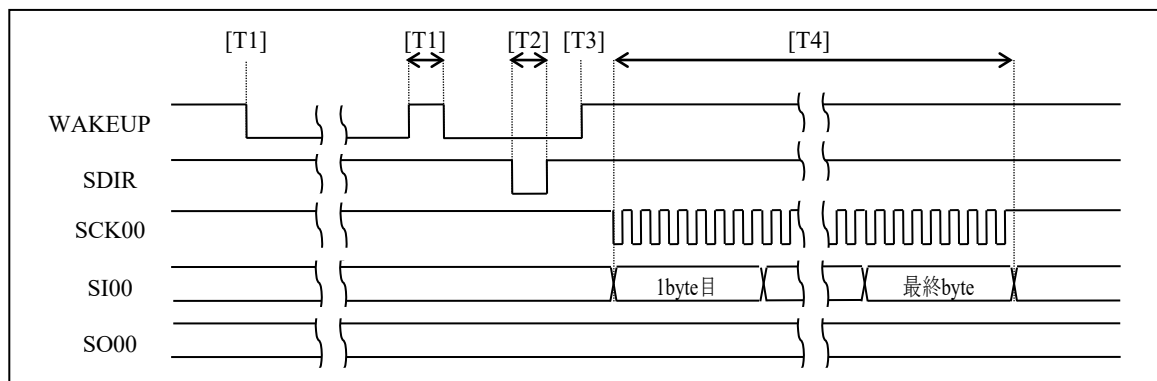 [T1] [T1] [T2] [T3] [T4]
WAKEUP
SDIR
SCK00
SI00 1byte目 最終byte
SO00